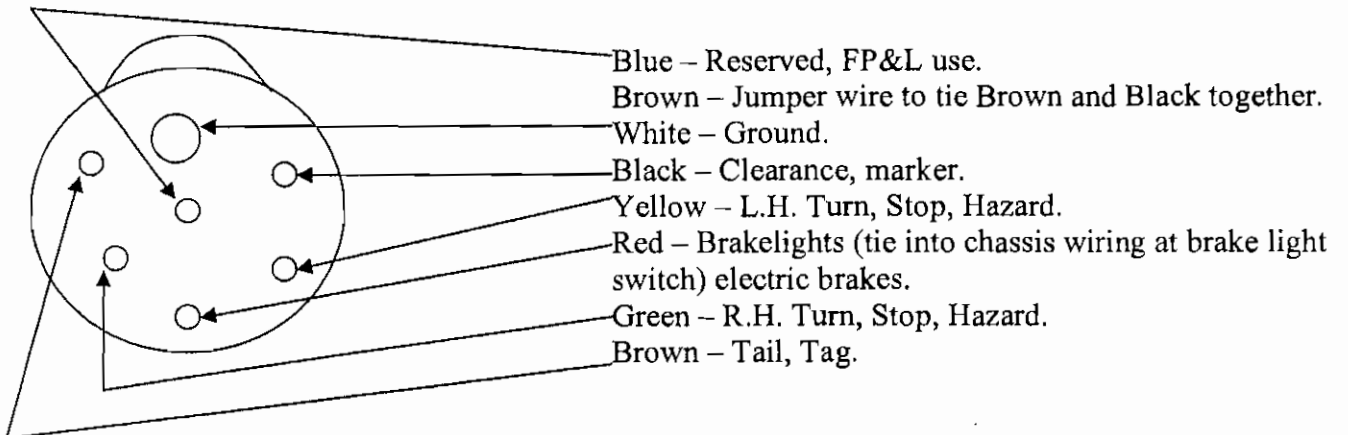 Blue – Reserved, FP&L use.
Brown – Jumper wire to tie Brown and Black together.
White – Ground.
Black – Clearance, marker.
Yellow – L.H. Turn, Stop, Hazard.
Red – Brakelights (tie into chassis wiring at brake light
switch) electric brakes.
Green – R.H. Turn, Stop, Hazard.
Brown – Tail, Tag.